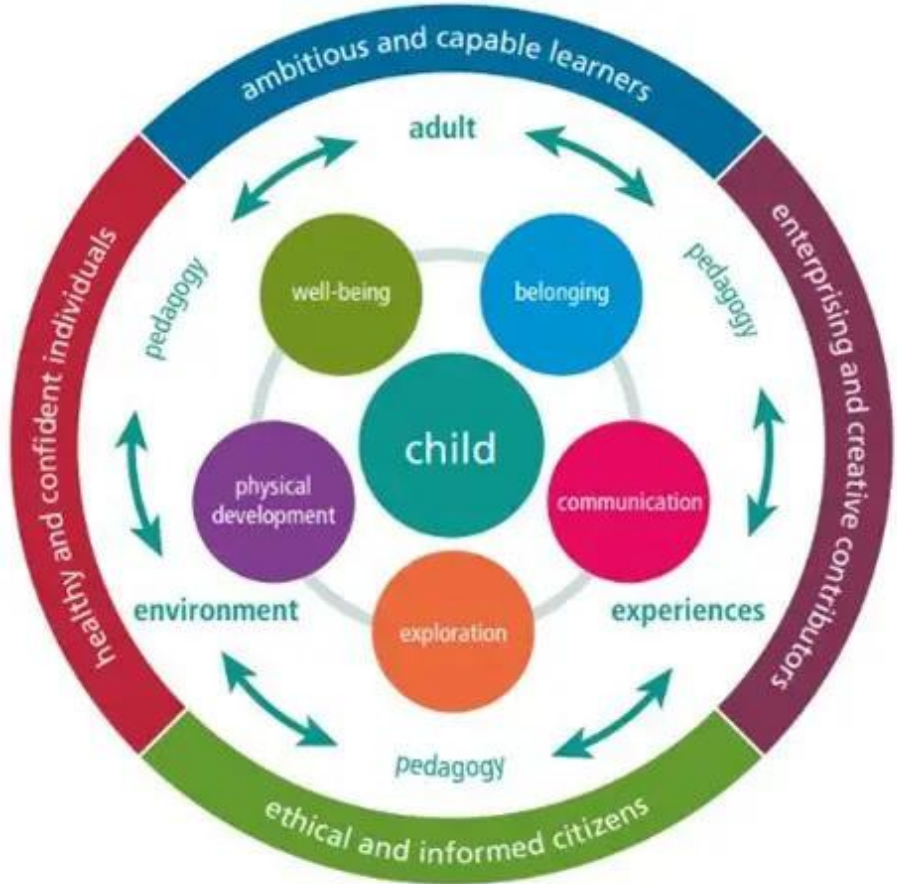 ambitious and capable learners
adult
pedagogy
pedagogy
enterprising and creative contributors
healthy and confident individuals
well-being
belonging
child
physical
development
communication
environment
experiences
exploration
pedagogy
ethical and informed citizens